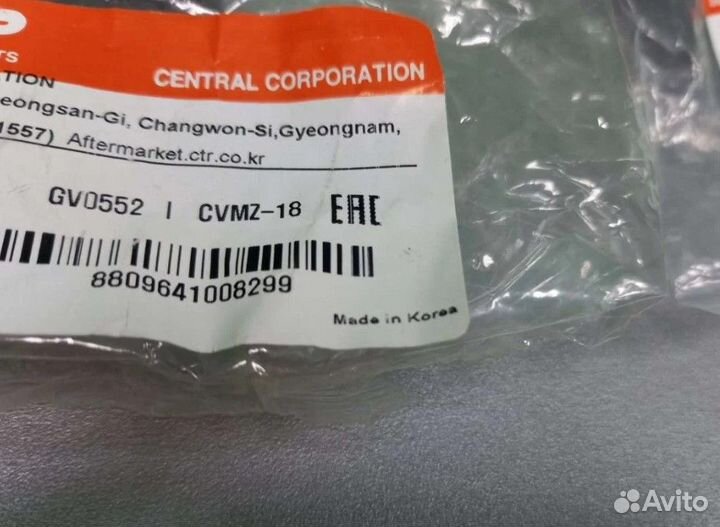 TS
TION CENTRAL CORPORATION
eongsan-Gi, Changwon-Si,Gyeongnam,
1557) Aftermarket.ctr.co.kr
GV0552 | CVMZ-18 EAC
8809641008299
Made in Korea
Avito